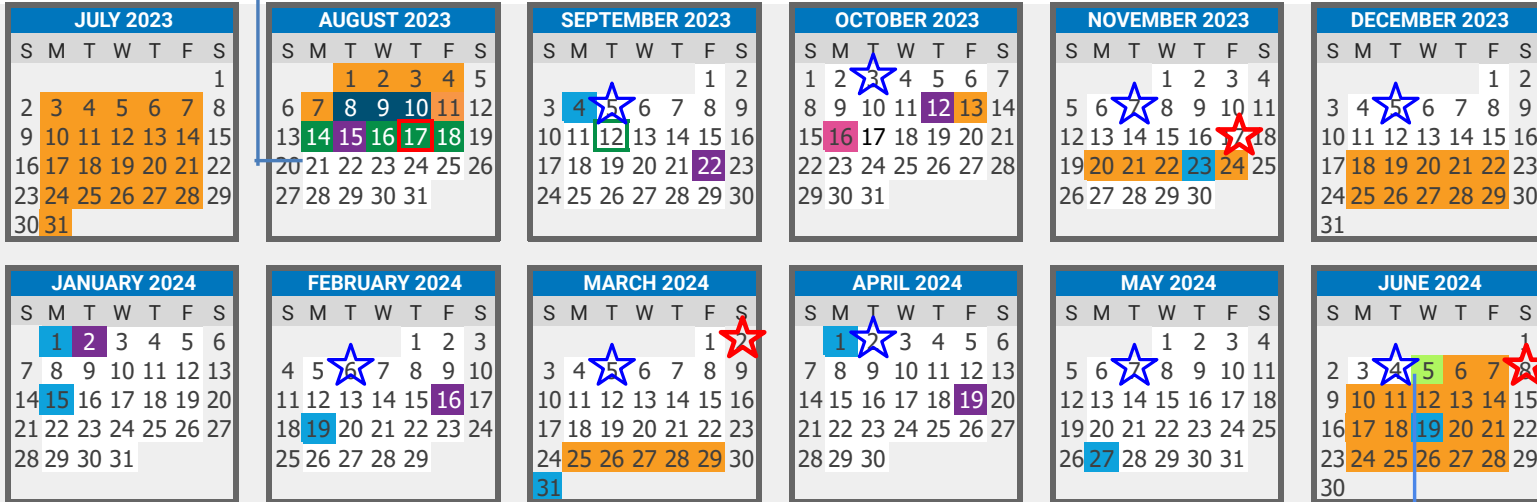 JULY 2023
S M T W T F S
1
2 3 4 5 6 7 8
9 10 11 12 13 14 15
16 17 18 19 20 21 22
23 24 25 26 27 28 29
30 31
AUGUST 2023
S M T W T F S
1 2 3 4 5
6 7 8 9 10 11 12
13 14 15 16 17 18 19
20 21 22 23 24 25 26
27 28 29 30 31
SEPTEMBER 2023
S M T W T F S
1 2
3 4 5 6 7 8 9
10 11 12 13 14 15 16
17 18 19 20 21 22 23
24 25 26 27 28 29 30
OCTOBER 2023
S M T W T F S
1 2 3 4 5 6 7
8 9 10 11 12 13 14
15 16 17 18 19 20 21
22 23 24 25 26 27 28
29 30 31
NOVEMBER 2023
S M T W T F S
1 2 3 4
5 6 7 8 9 10 11
12 13 14 15 16 17 18
19 20 21 22 23 24 25
26 27 28 29 30
DECEMBER 2023
S M T W T F S
1 2
3 4 5 6 7 8 9
10 11 12 13 14 15 16
17 18 19 20 21 22 23
24 25 26 27 28 29 30
31
JANUARY 2024
S M T W T F S
1 2 3 4 5 6
7 8 9 10 11 12 13
14 15 16 17 18 19 20
21 22 23 24 25 26 27
28 29 30 31
FEBRUARY 2024
S M T W T F S
1 2 3
4 5 6 7 8 9 10
11 12 13 14 15 16 17
18 19 20 21 22 23 24
25 26 27 28 29
MARCH 2024
S M T W T F S
1 2
3 4 5 6 7 8 9
10 11 12 13 14 15 16
17 18 19 20 21 22 23
24 25 26 27 28 29 30
31
APRIL 2024
S M T W T F S
1 2 3 4 5 6
7 8 9 10 11 12 13
14 15 16 17 18 19 20
21 22 23 24 25 26 27
28 29 30
MAY 2024
S M T W T F S
1 2 3 4
5 6 7 8 9 10 11
12 13 14 15 16 17 18
19 20 21 22 23 24 25
26 27 28 29 30 31
JUNE 2024
S M T W T F S
1
2 3 4 5 6 7 8
9 10 11 12 13 14 15
16 17 18 19 20 21 22
23 24 25 26 27 28 29
30